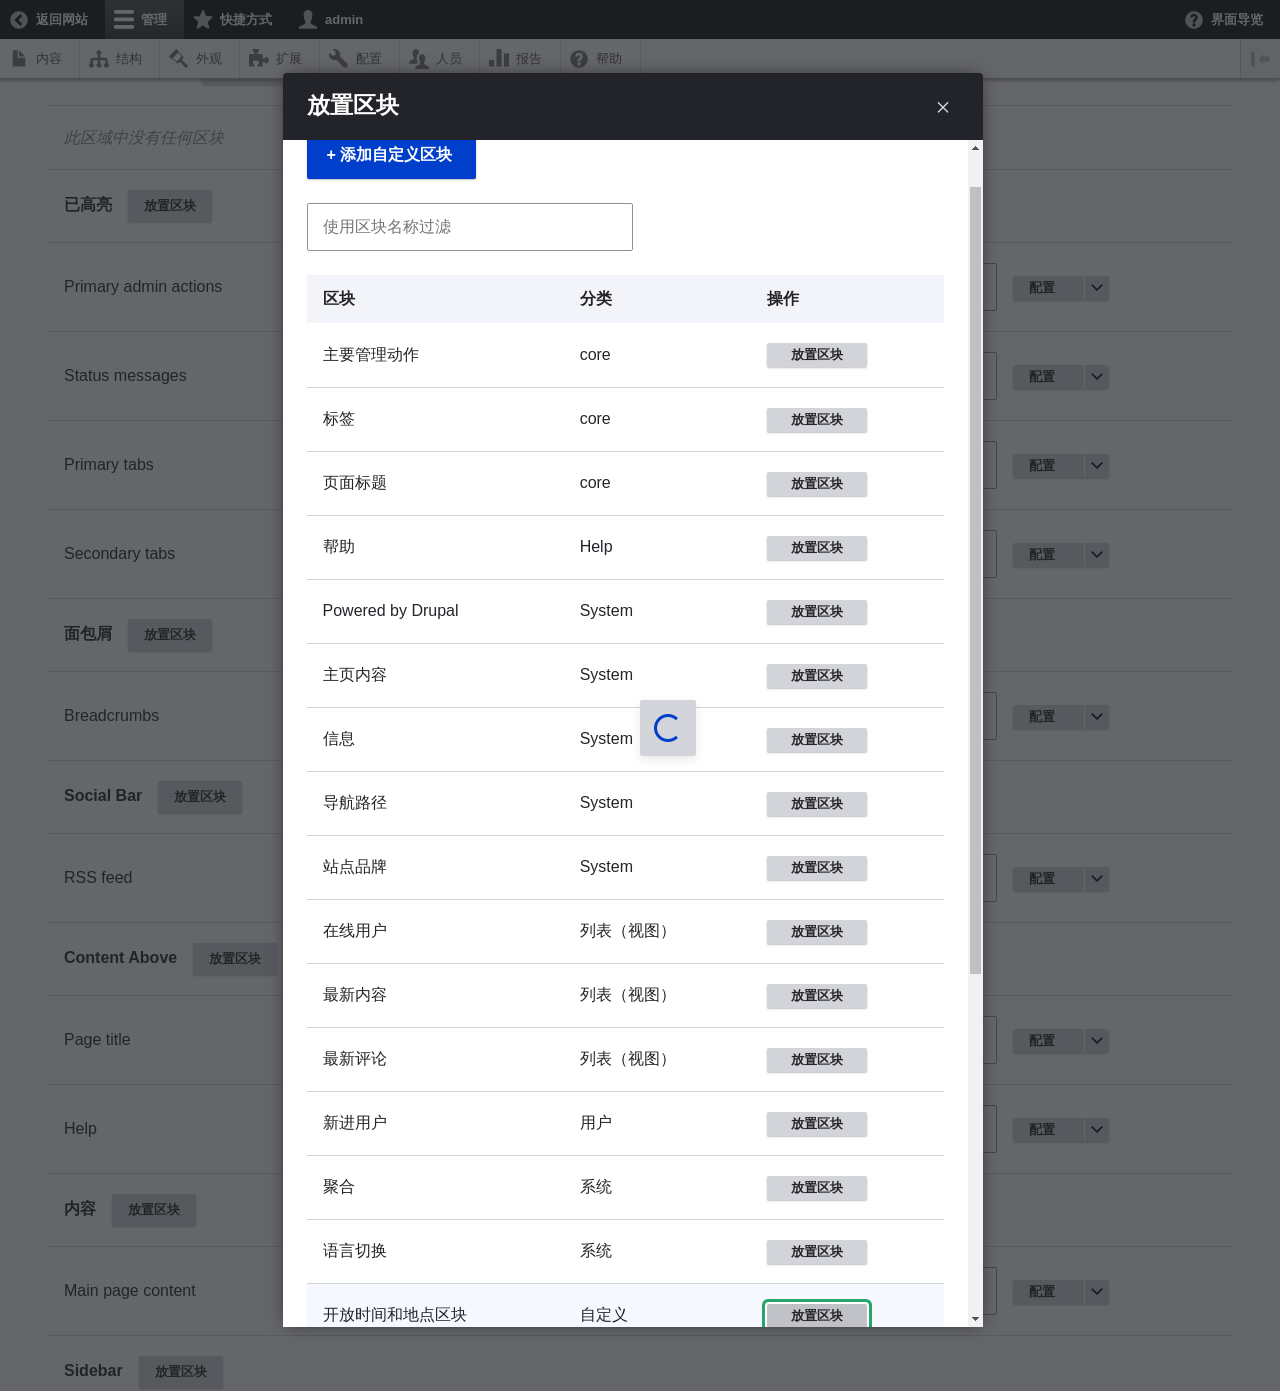 返回网站 管理 快捷方式 admin 界面导览
内容 结构 外观 扩展 配置 人员 报告 帮助
放置区块
+ 添加自定义区块
此区域中没有任何区块
已高亮 放置区块
使用区块名称过滤
Primary admin actions 配置
区块 分类 操作
主要管理动作 core 放置区块
Status messages 配置
标签 core 放置区块
Primary tabs 配置
页面标题 core 放置区块
帮助 Help 放置区块
Secondary tabs 配置
Powered by Drupal System 放置区块
面包屑 放置区块
主页内容 System 放置区块
Breadcrumbs 配置
信息 System 放置区块
Social Bar 放置区块
导航路径 System 放置区块
站点品牌 System 放置区块
RSS feed 配置
在线用户 列表（视图） 放置区块
Content Above 放置区块
最新内容 列表（视图） 放置区块
Page title 配置
最新评论 列表（视图） 放置区块
新进用户 用户 放置区块
Help 配置
聚合 系统 放置区块
内容 放置区块
语言切换 系统 放置区块
Main page content 配置
开放时间和地点区块 自定义 放置区块
Sidebar 放置区块